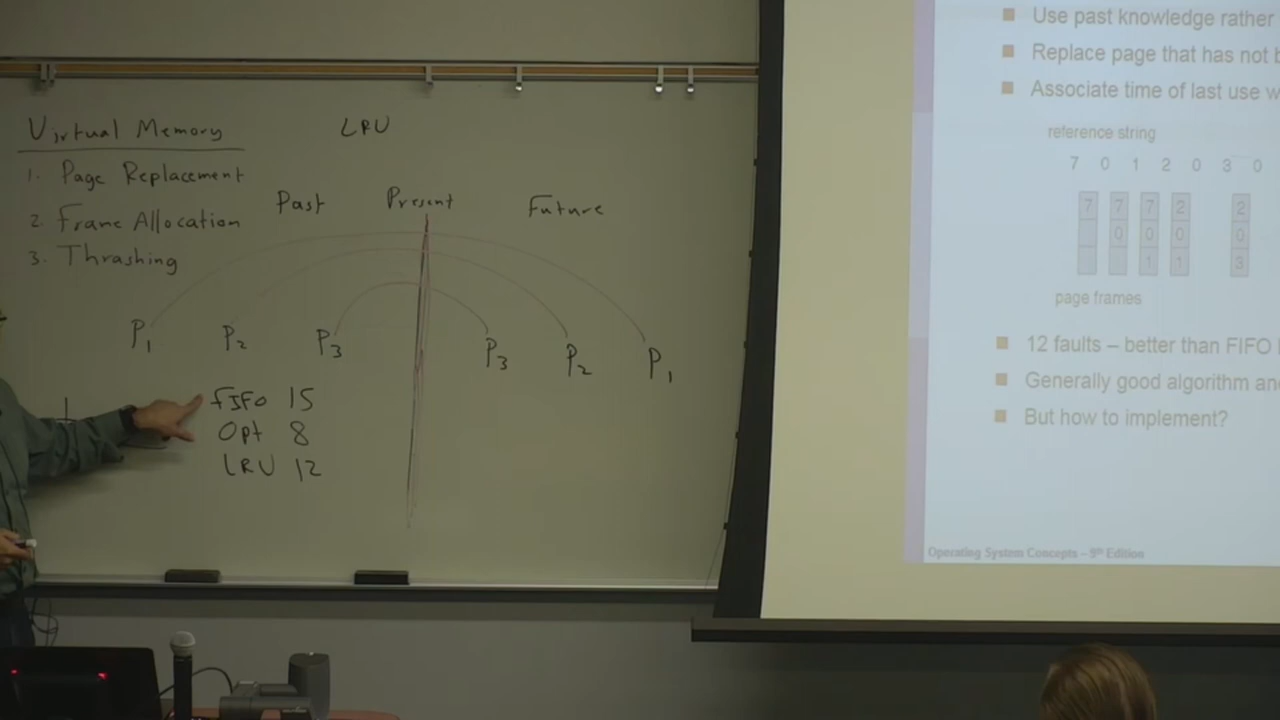 Virtual Memory
1. Page Replacement
2. Frame Allocation
3. Thrashing
LRU
Past Present Future
P1 P2 P3 P3 P2 P1
FIFO 15
Opt 8
LRU 12
Use past knowledge rather
Replace page that has not
Associate time of last use
reference string
7 0 1 2 0 3 0
7 7 7 2 2
0 0 0 0
1 1 3
page frames
12 faults – better than FIFO
Generally good algorithm
But how to implement?
Operating System Concepts – 9th Edition